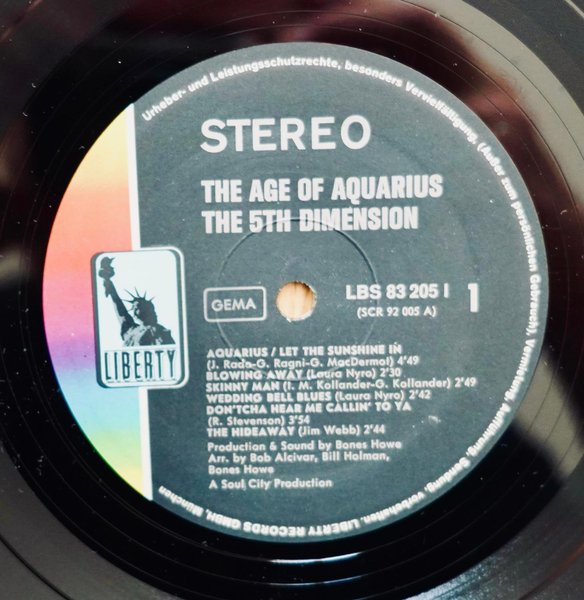 Urheber- und Leistungsschutzrechte, besonders Vervielfältigung, (Außer zum persönlichen Gebrauch), Vermietung, Aufführung, Sendung, vorbehalten. LIBERTY RECORDS GMBH, München
STEREO
THE AGE OF AQUARIUS
THE 5TH DIMENSION
LIBERTY
GEMA
LBS 83 205 I
1
(SCR 92 005 A)
AQUARIUS / LET THE SUNSHINE IN
(J. Rado-G. Ragni-G. MacDermot) 4'49
BLOWING AWAY (Laura Nyro) 2'30
SKINNY MAN (I. M. Kollander-G. Kollander) 2'49
WEDDING BELL BLUES (Laura Nyro) 2'42
DON'TCHA HEAR ME CALLIN' TO YA
(R. Stevenson) 3'54
THE HIDEAWAY (Jim Webb) 2'44
Production & Sound by Bones Howe
Arr. by Bob Alcivar, Bill Holman,
Bones Howe
A Soul City Production